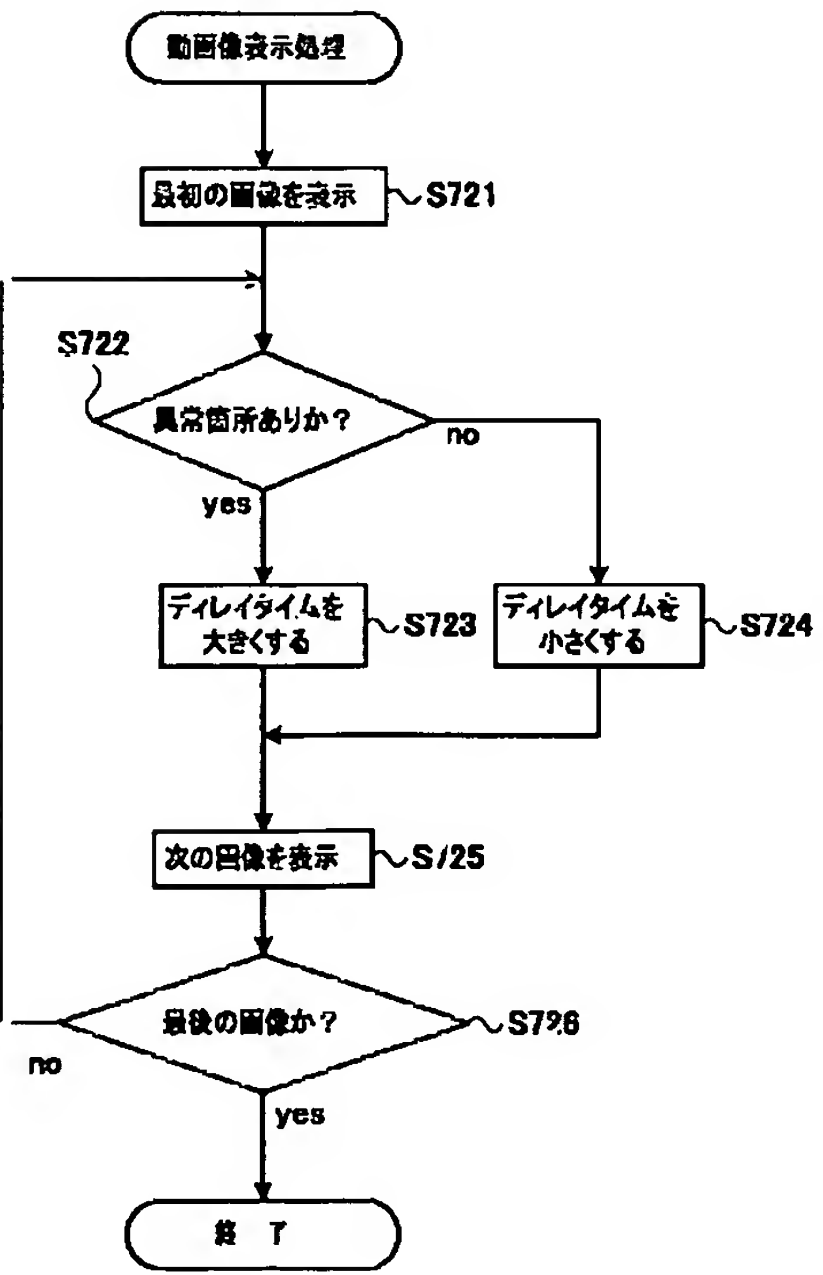 動画像表示処理
最初の画像を表示
S721
S722
異常箇所ありか?
no
yes
ディレイタイムを
大きくする
S723
ディレイタイムを
小さくする
S724
次の画像を表示
S725
最後の画像か?
S726
no
yes
終 了